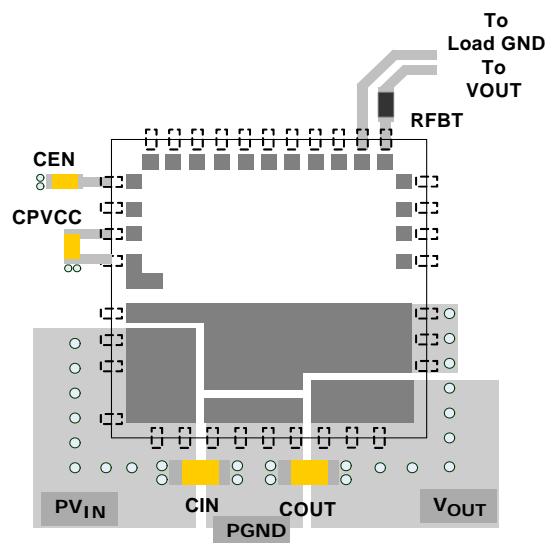 To
Load GND
To
VOUT
RFBT
CEN
CPVCC
CIN
COUT
PVIN
VOUT
PGND